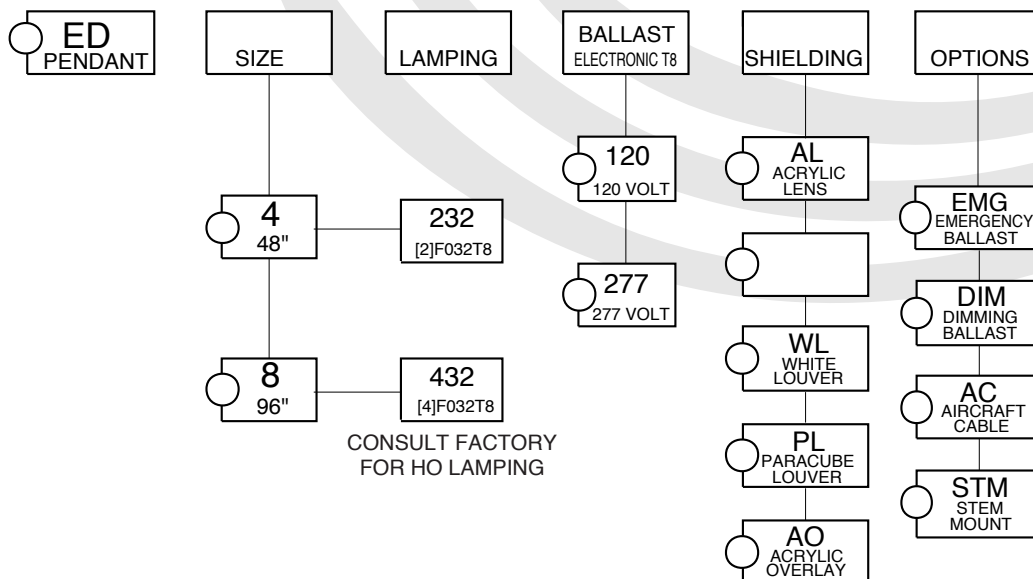 ED
PENDANT
SIZE
LAMPING
BALLAST
ELECTRONIC T8
SHIELDING
OPTIONS
4
48"
232
[2]F032T8
8
96"
432
[4]F032T8
CONSULT FACTORY
FOR HO LAMPING
120
120 VOLT
277
277 VOLT
AL
ACRYLIC
LENS
WL
WHITE
LOUVER
PL
PARACUBE
LOUVER
AO
ACRYLIC
OVERLAY
EMG
EMERGENCY
BALLAST
DIM
DIMMING
BALLAST
AC
AIRCRAFT
CABLE
STM
STEM
MOUNT